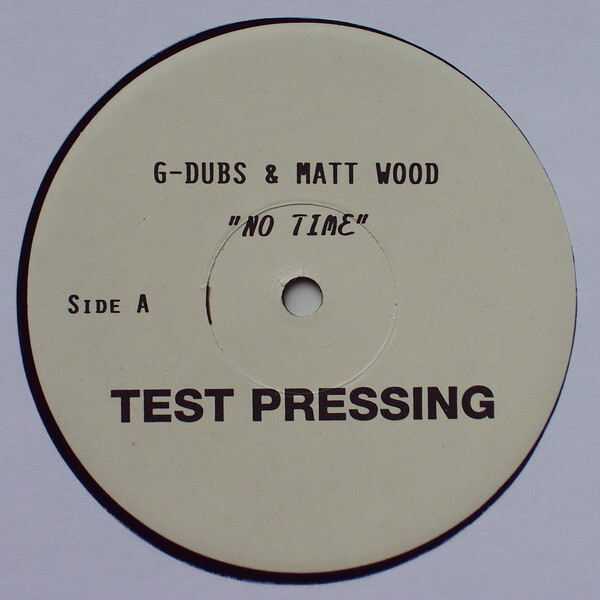 G-DUBS & MATT WOOD
"NO TIME"
SIDE A
TEST PRESSING